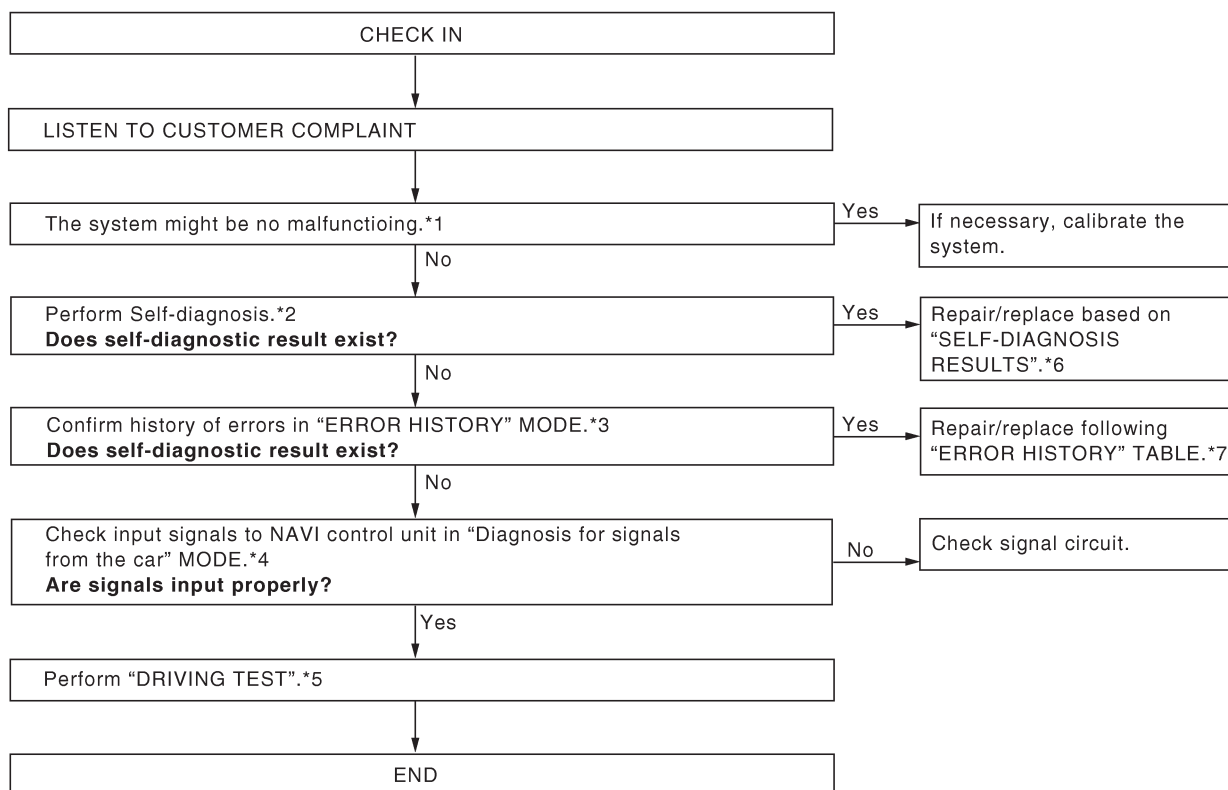 CHECK IN
LISTEN TO CUSTOMER COMPLAINT
The system might be no malfunctioing.*1
Yes
If necessary, calibrate the
system.
No
Perform Self-diagnosis.*2
Does self-diagnostic result exist?
Yes
Repair/replace based on
“SELF-DIAGNOSIS
RESULTS”.*6
No
Confirm history of errors in “ERROR HISTORY” MODE.*3
Does self-diagnostic result exist?
Yes
Repair/replace following
“ERROR HISTORY” TABLE.*7
No
Check input signals to NAVI control unit in “Diagnosis for signals
from the car” MODE.*4
Are signals input properly?
No
Check signal circuit.
Yes
Perform “DRIVING TEST”.*5
END